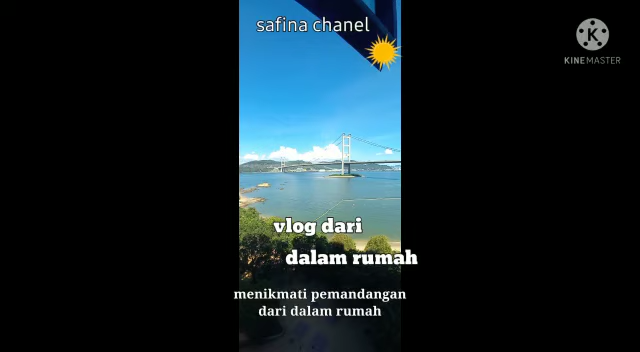 safina chanel
KINEMASTER
vlog dari
dalam rumah
menikmati pemandangan
dari dalam rumah